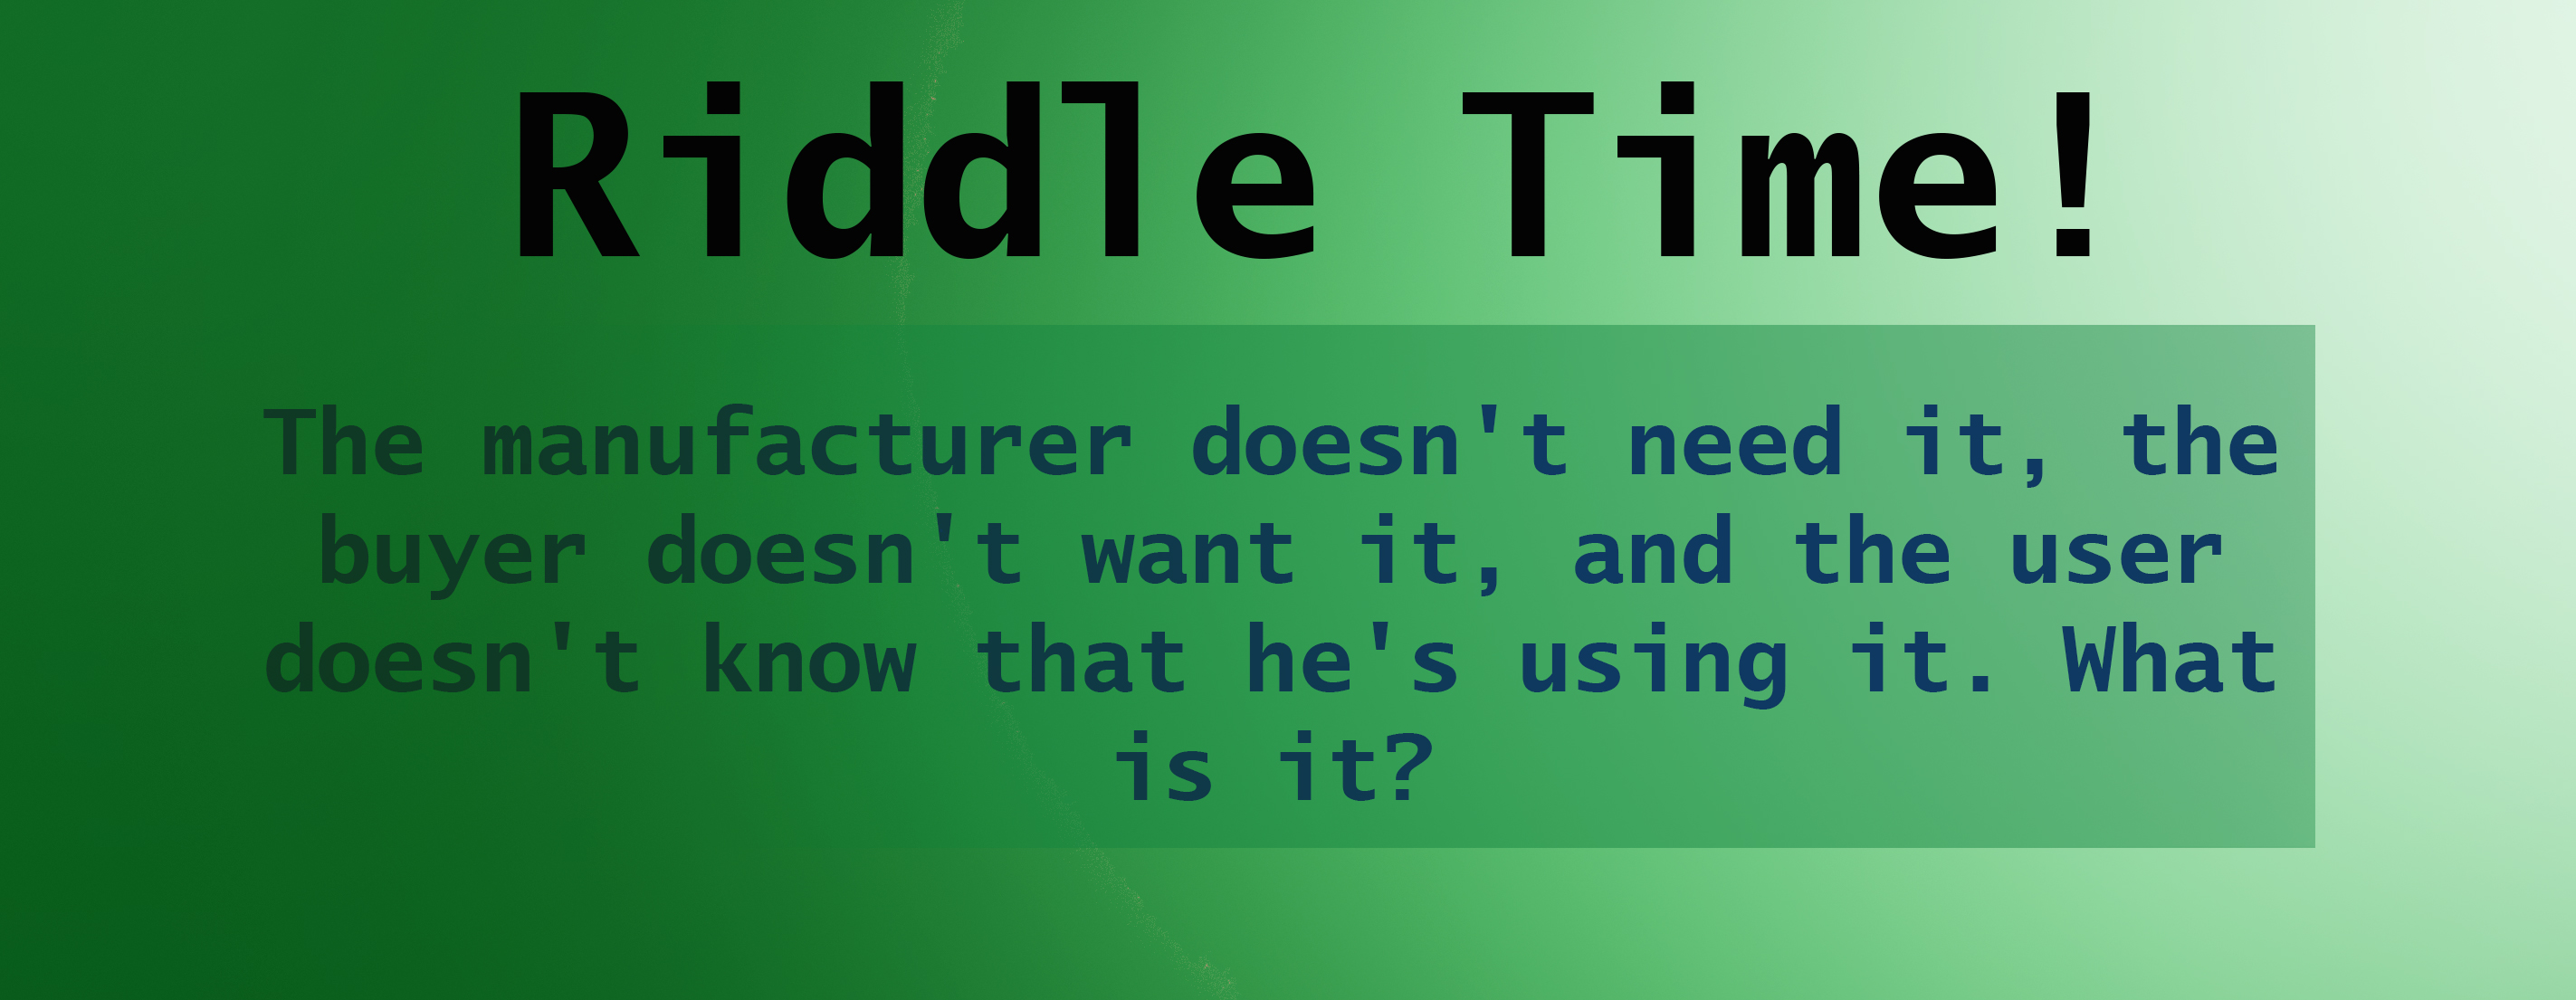 Riddle Time!
The manufacturer doesn't need it, the
buyer doesn't want it, and the user
doesn't know that he's using it. What
is it?